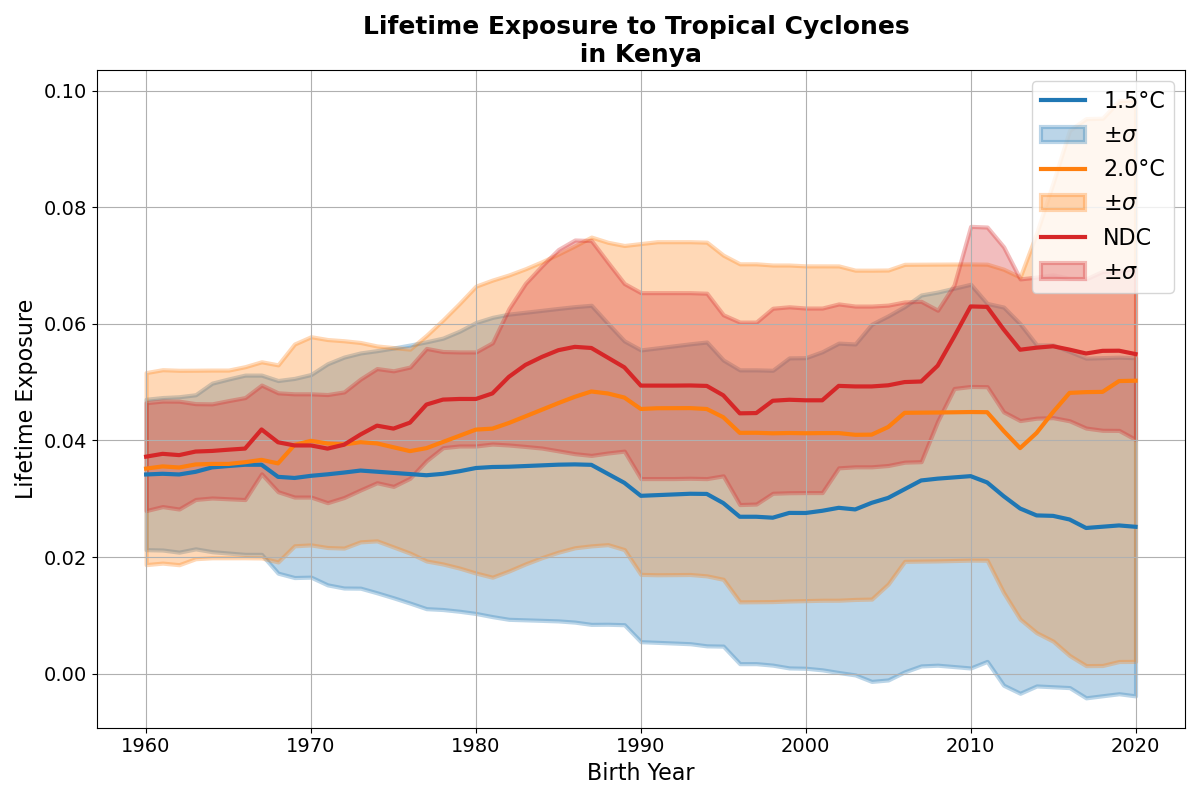 Lifetime Exposure to Tropical Cyclones
in Kenya
Lifetime Exposure
0.10
0.08
0.06
0.04
0.02
0.00
1960
1970
1980
1990
2000
2010
2020
Birth Year
1.5°C
±σ
2.0°C
±σ
NDC
±σ